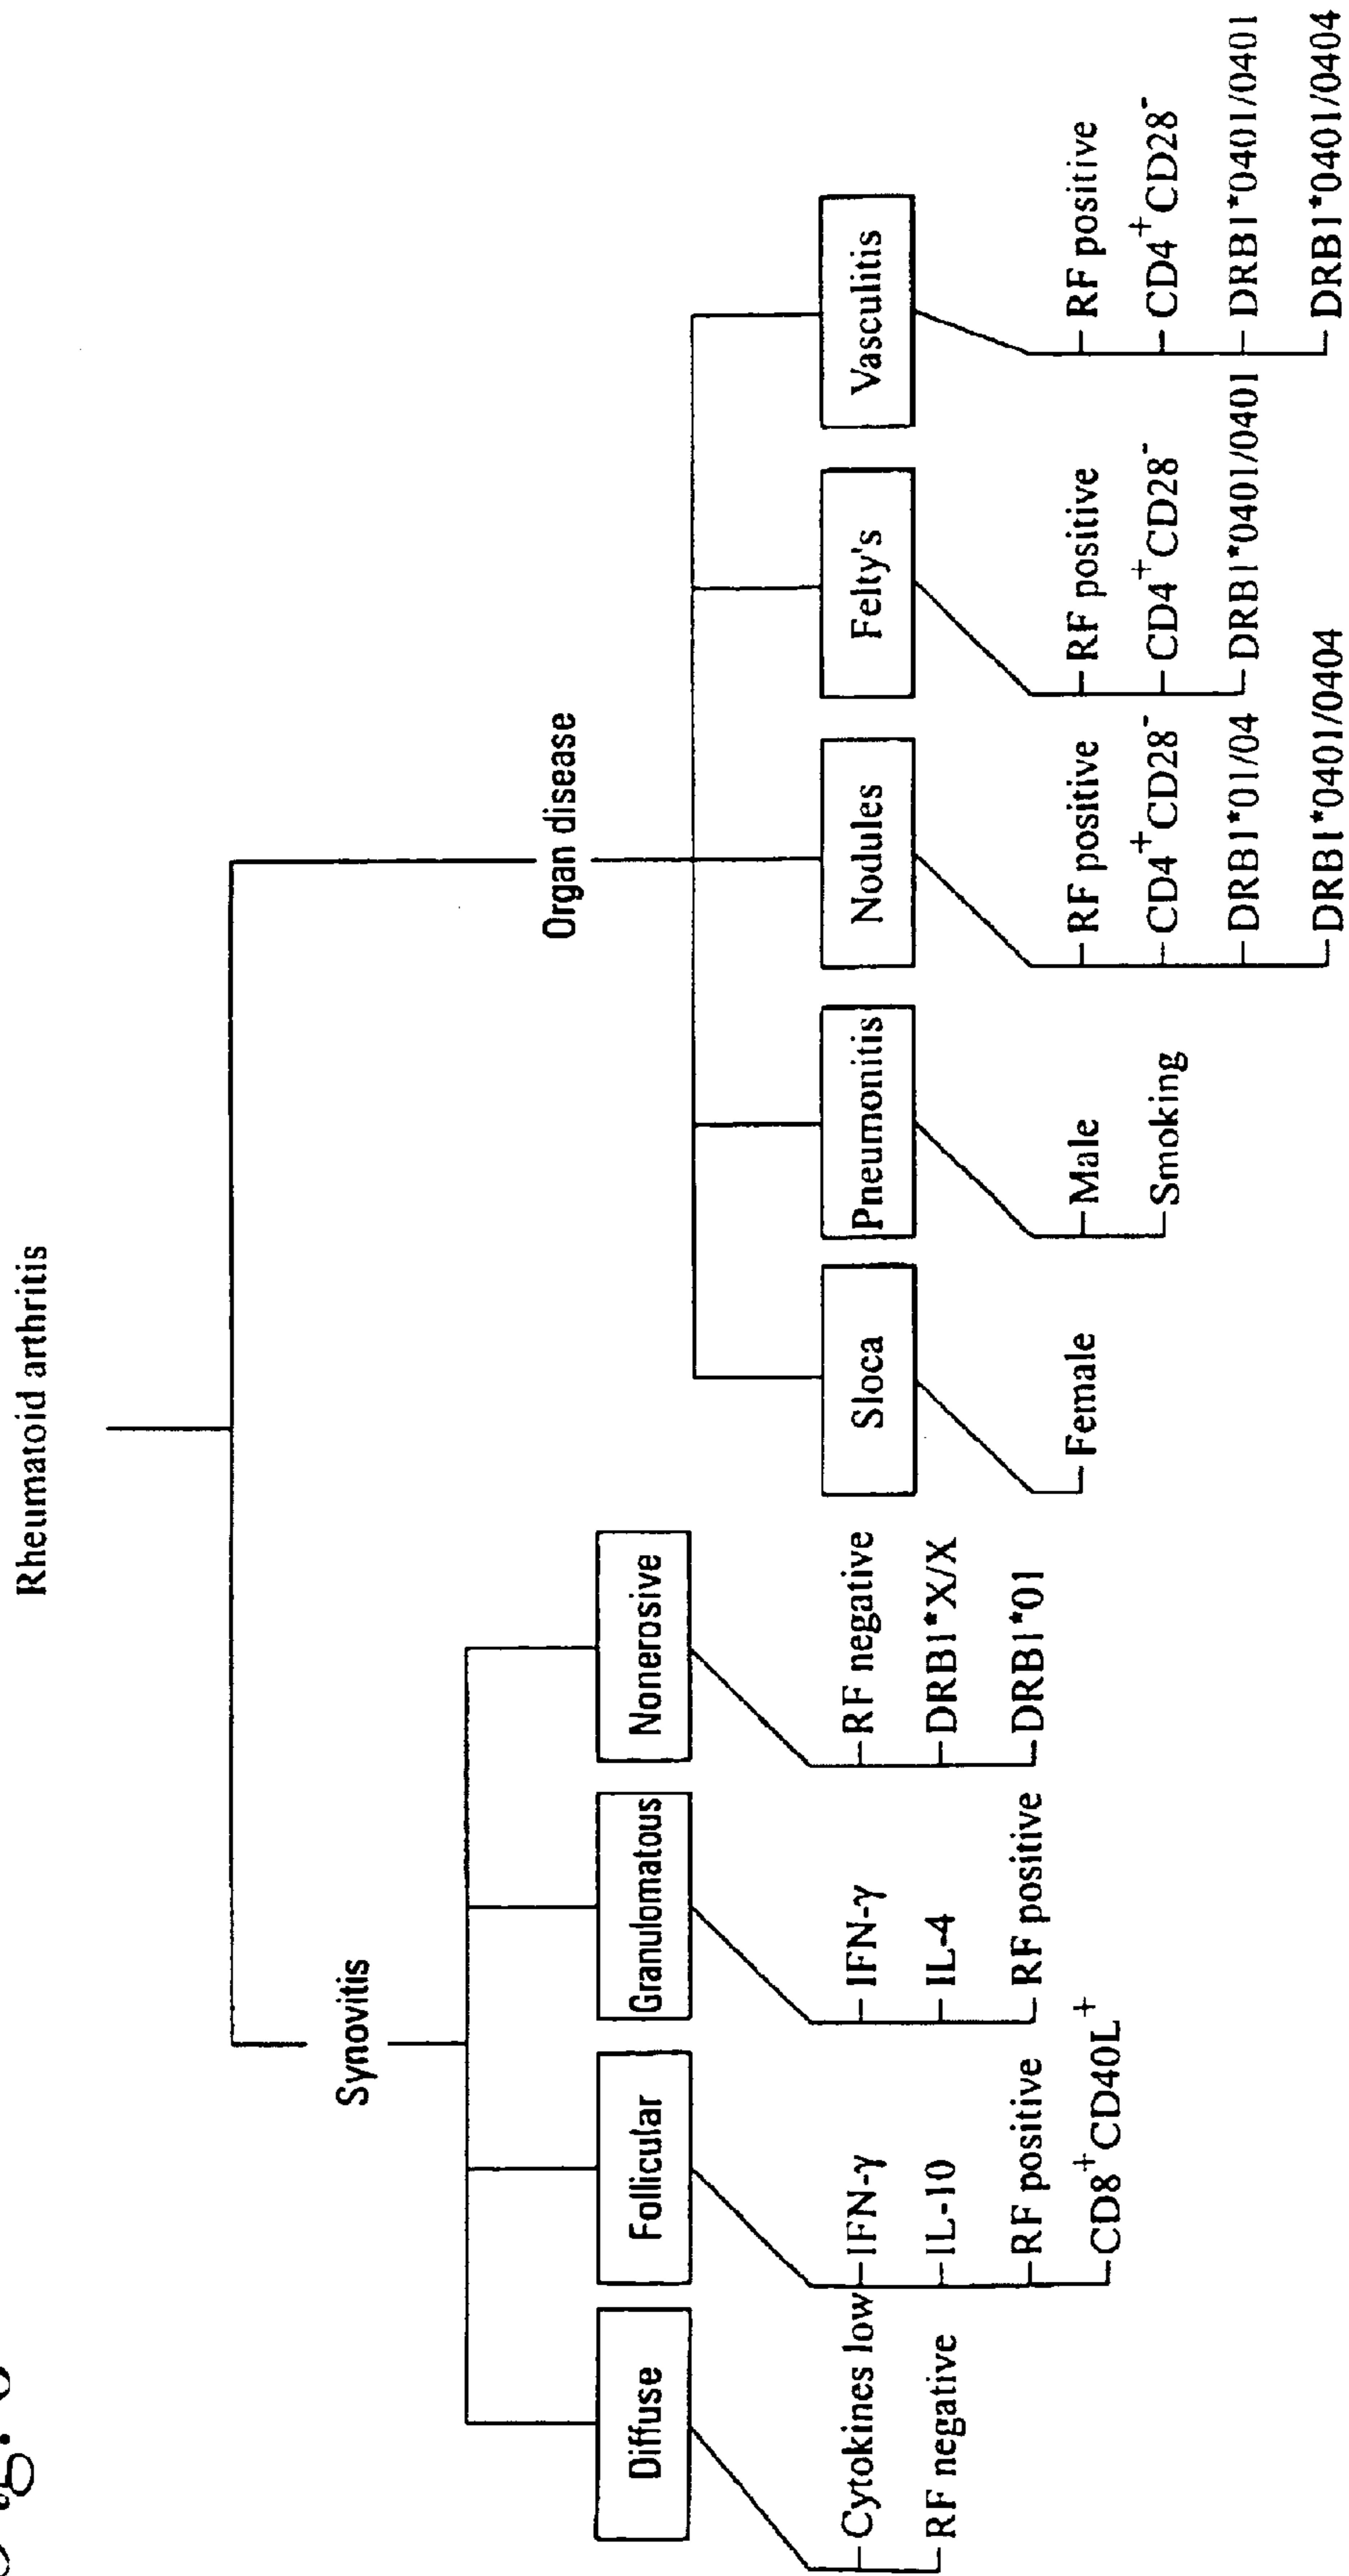 Rheumatoid arthritis
Synovitis
Organ disease
Diffuse
Cytokines low
RF negative
Follicular
IFN-γ
IL-10
RF positive
CD8⁺CD40L⁺
Granulomatous
IFN-γ
IL-4
RF positive
Nonerosive
RF negative
DRB1*X/X
DRB1*01
Sloca
Female
Pneumonitis
Male
Smoking
Nodules
RF positive
CD4⁺CD28⁻
DRB1*01/04
DRB1*0401/0404
Felty's
RF positive
CD4⁺CD28⁻
DRB1*0401/0401
Vasculitis
RF positive
CD4⁺CD28⁻
DRB1*0401/0401
DRB1*0401/0404